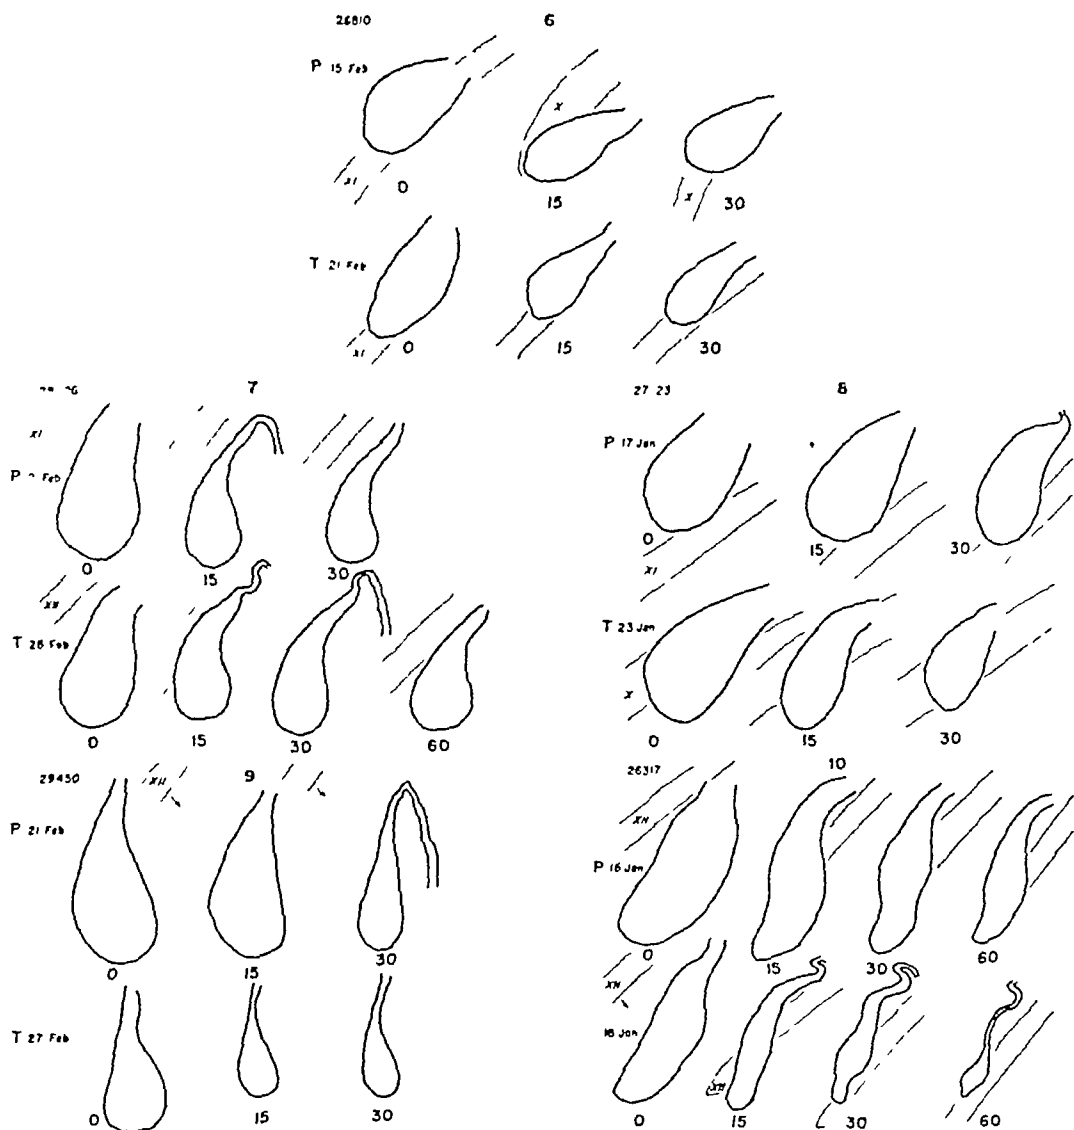 26810 6
P 15 Feb
X
XI 0 15 X 30
T 21 Feb
XI 0 15 30
7
XI
P Feb
0 15 30
XII
T 28 Feb
0 15 30 60
27 23 8
P 17 Jan
0 15 30
XI
T 23 Jan
X
0 15 30
29450 XII 9
P 21 Feb
0 15 30
T 27 Feb
0 15 30
26317 10
XII
P 16 Jan
0 15 30 60
XII
18 Jan
XII
0 15 30 60